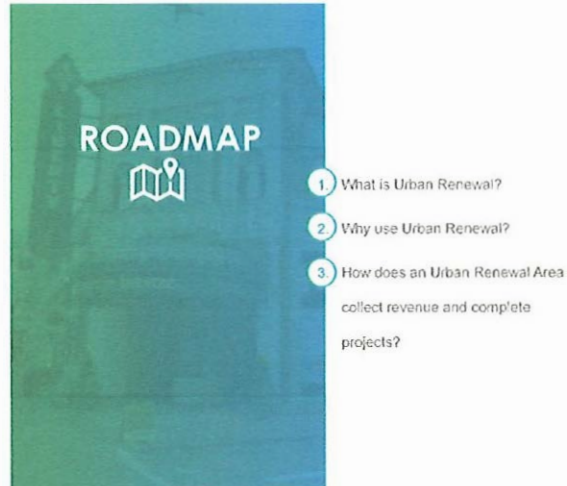 ROADMAP
1. What is Urban Renewal?
2. Why use Urban Renewal?
3. How does an Urban Renewal Area
collect revenue and complete
projects?